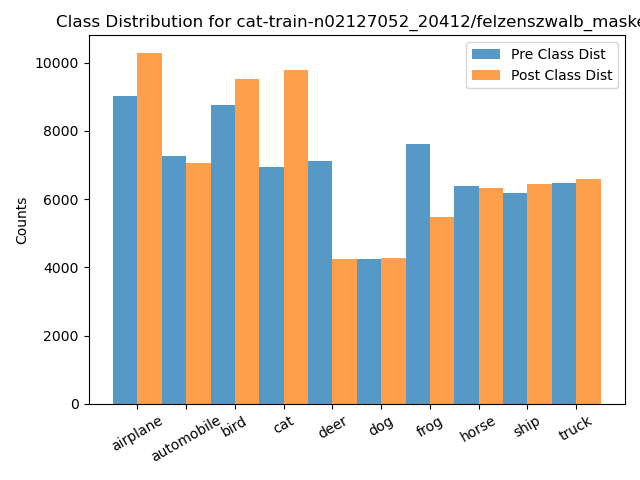 Class Distribution for cat-train-n02127052_20412/felzenszwalb_maske
Pre Class Dist
Post Class Dist
Counts
10000
8000
6000
4000
2000
0
airplane
automobile
bird
cat
deer
dog
frog
horse
ship
truck